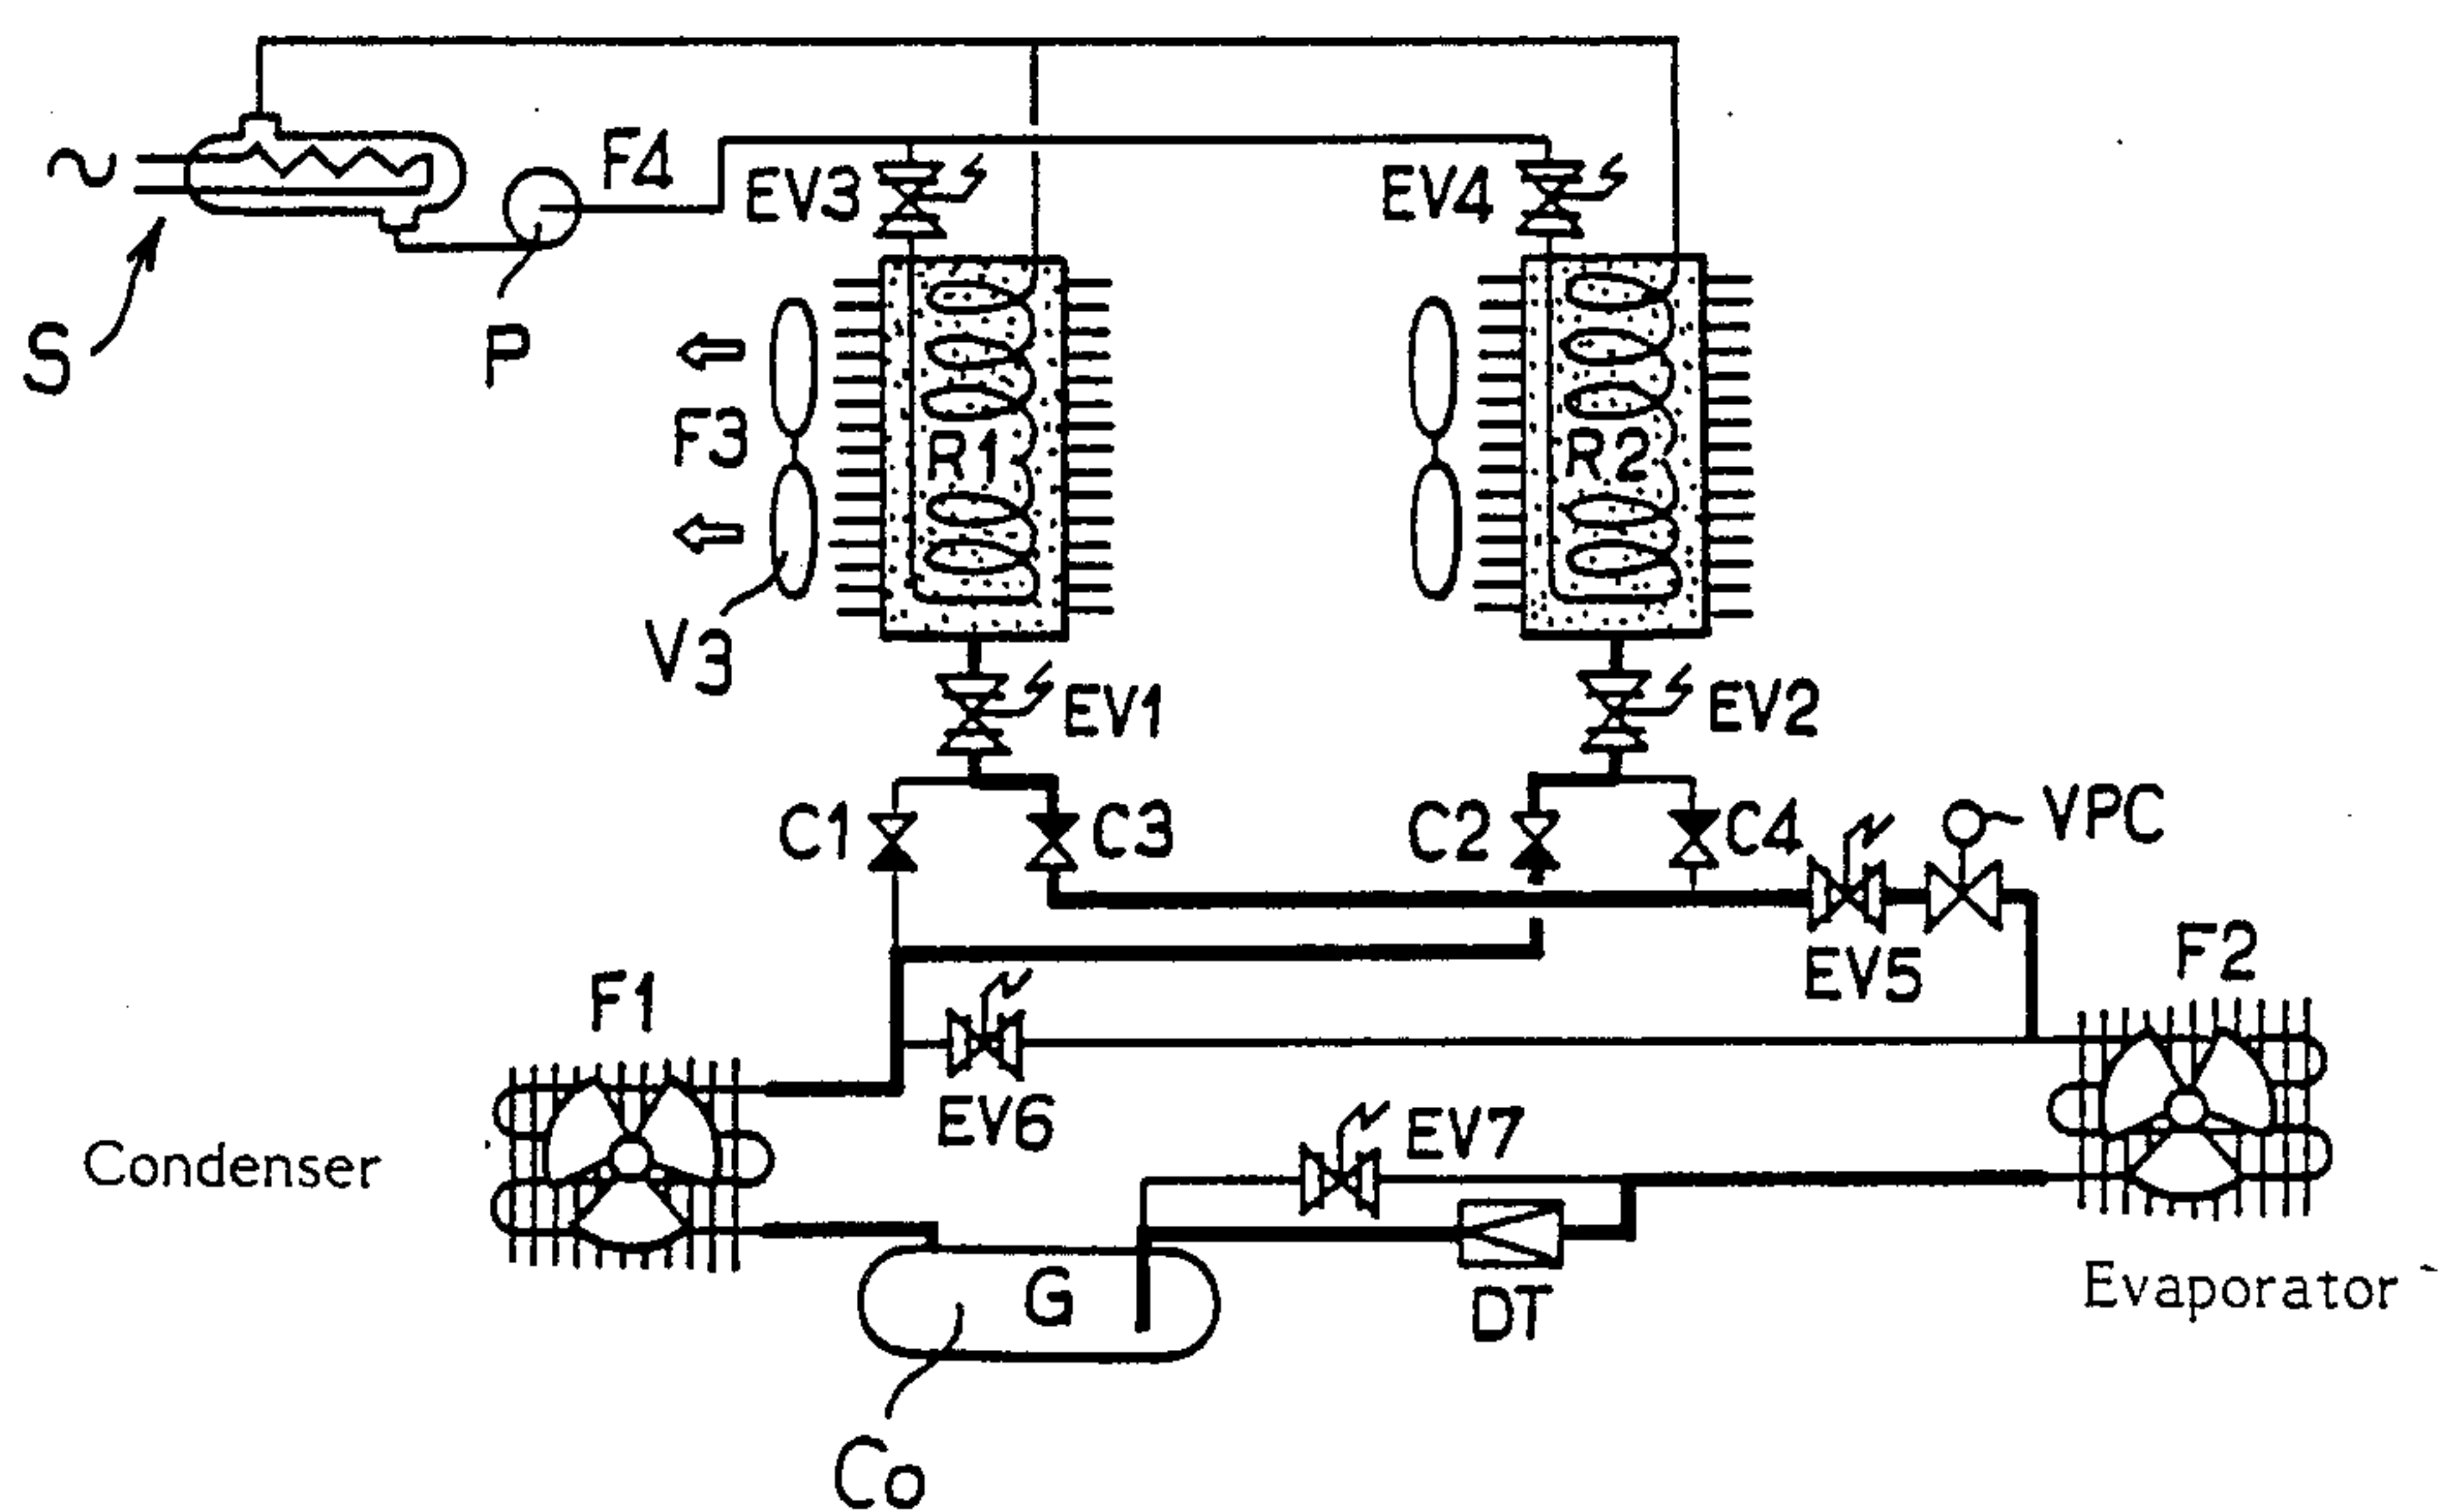 F4
EV3
EV4
S
P
F3
R1
R2
V3
EV1
EV2
C1
C3
C2
C4
VPC
EV5
F2
F1
EV6
EV7
Condenser
G
DT
Evaporator
Co